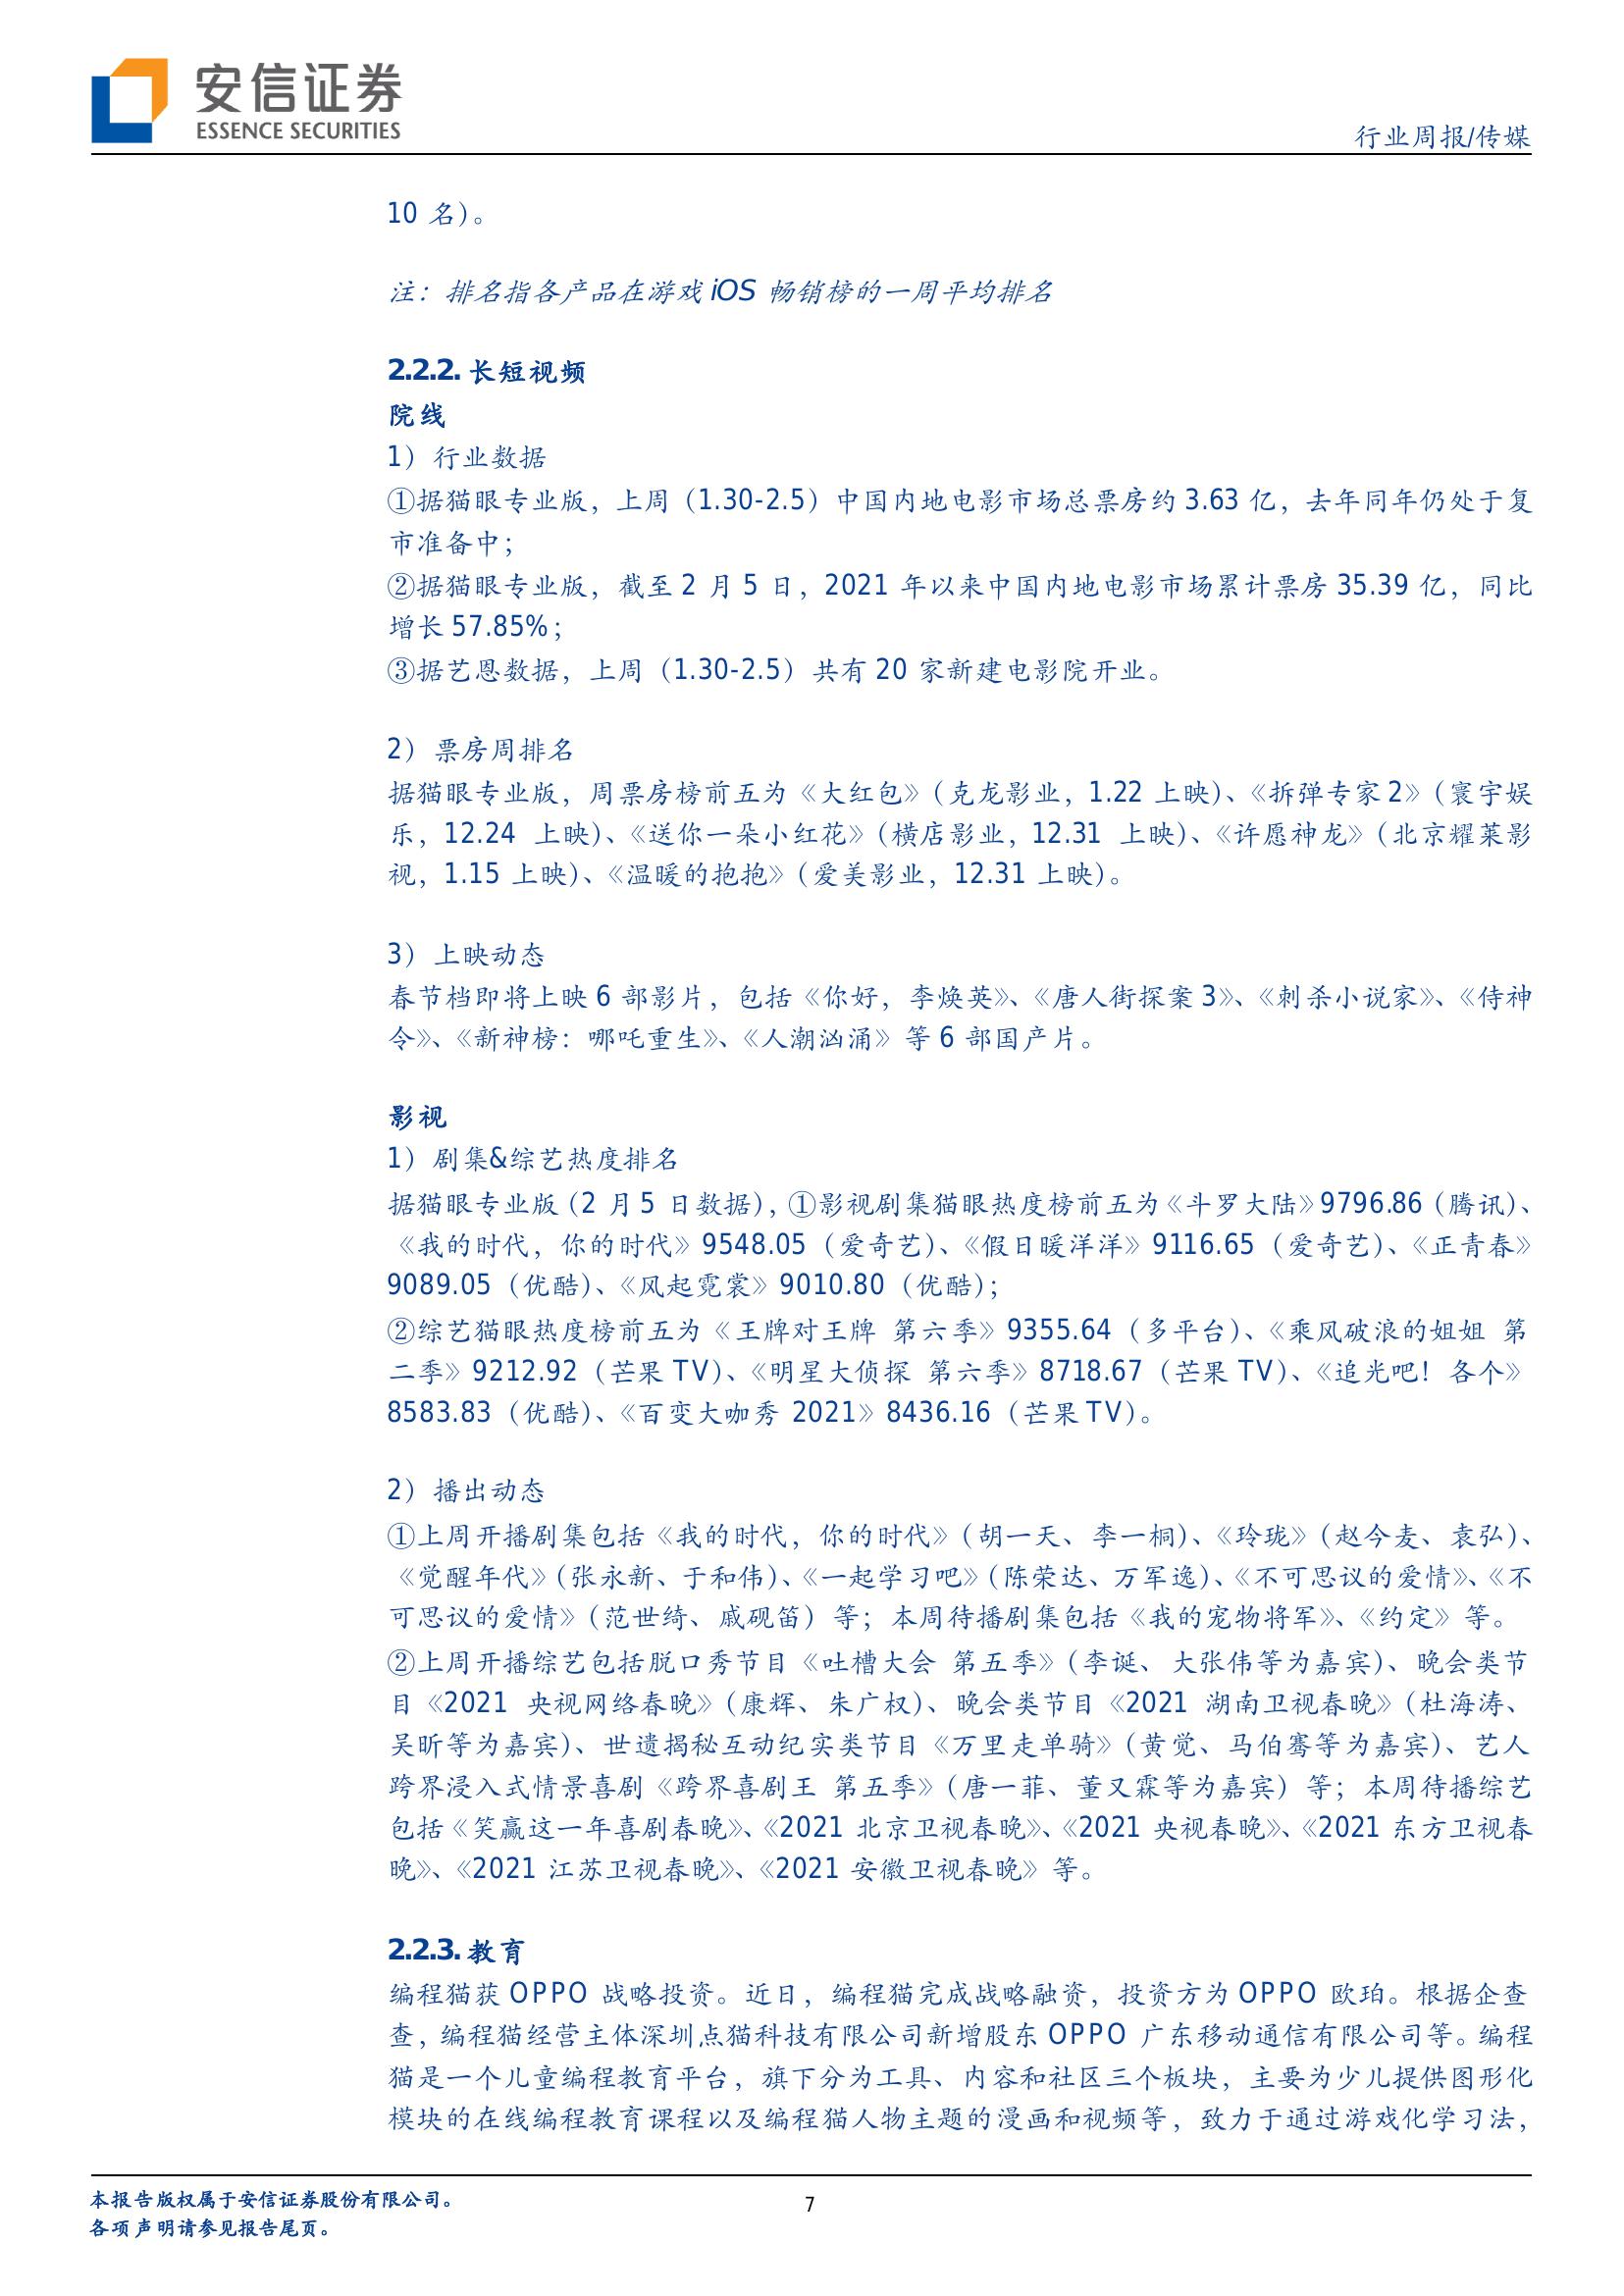 安信证券
ESSENCE SECURITIES
行业周报/传媒
10 名)。
注：排名指各产品在游戏 iOS 畅销榜的一周平均排名
2.2.2. 长短视频
院线
1）行业数据
①据猫眼专业版，上周（1.30-2.5）中国内地电影市场总票房约 3.63 亿，去年同年仍处于复
市准备中；
②据猫眼专业版，截至 2 月 5 日，2021 年以来中国内地电影市场累计票房 35.39 亿，同比
增长 57.85%；
③据艺恩数据，上周（1.30-2.5）共有 20 家新建电影院开业。
2）票房周排名
据猫眼专业版，周票房榜前五为《大红包》（克龙影业，1.22 上映）、《拆弹专家 2》（寰宇娱
乐，12.24 上映）、《送你一朵小红花》（横店影业，12.31 上映）、《许愿神龙》（北京耀莱影
视，1.15 上映）、《温暖的抱抱》（爱美影业，12.31 上映）。
3）上映动态
春节档即将上映 6 部影片，包括《你好，李焕英》、《唐人街探案 3》、《刺杀小说家》、《侍神
令》、《新神榜：哪吒重生》、《人潮汹涌》等 6 部国产片。
影视
1）剧集&综艺热度排名
据猫眼专业版（2 月 5 日数据），①影视剧集猫眼热度榜前五为《斗罗大陆》9796.86（腾讯）、
《我的时代，你的时代》9548.05（爱奇艺）、《假日暖洋洋》9116.65（爱奇艺）、《正青春》
9089.05（优酷）、《风起霓裳》9010.80（优酷）；
②综艺猫眼热度榜前五为《王牌对王牌 第六季》9355.64（多平台）、《乘风破浪的姐姐 第
二季》9212.92（芒果 TV）、《明星大侦探 第六季》8718.67（芒果 TV）、《追光吧！各个》
8583.83（优酷）、《百变大咖秀 2021》8436.16（芒果 TV）。
2）播出动态
①上周开播剧集包括《我的时代，你的时代》（胡一天、李一桐）、《玲珑》（赵今麦、袁弘）、
《觉醒年代》（张永新、于和伟）、《一起学习吧》（陈荣达、万军逸）、《不可思议的爱情》、《不
可思议的爱情》（范世绮、戚砚笛）等；本周待播剧集包括《我的宠物将军》、《约定》等。
②上周开播综艺包括脱口秀节目《吐槽大会 第五季》（李诞、大张伟等为嘉宾）、晚会类节
目《2021 央视网络春晚》（康辉、朱广权）、晚会类节目《2021 湖南卫视春晚》（杜海涛、
吴昕等为嘉宾）、世遗揭秘互动纪实类节目《万里走单骑》（黄觉、马伯骞等为嘉宾）、艺人
跨界浸入式情景喜剧《跨界喜剧王 第五季》（唐一菲、董又霖等为嘉宾）等；本周待播综艺
包括《笑赢这一年喜剧春晚》、《2021 北京卫视春晚》、《2021 央视春晚》、《2021 东方卫视春
晚》、《2021 江苏卫视春晚》、《2021 安徽卫视春晚》等。
2.2.3. 教育
编程猫获 OPPO 战略投资。近日，编程猫完成战略融资，投资方为 OPPO 欧珀。根据企查
查，编程猫经营主体深圳点猫科技有限公司新增股东 OPPO 广东移动通信有限公司等。编程
猫是一个儿童编程教育平台，旗下分为工具、内容和社区三个板块，主要为少儿提供图形化
模块的在线编程教育课程以及编程猫人物主题的漫画和视频等，致力于通过游戏化学习法，
本报告版权属于安信证券股份有限公司。
7
各项声明请参见报告尾页。